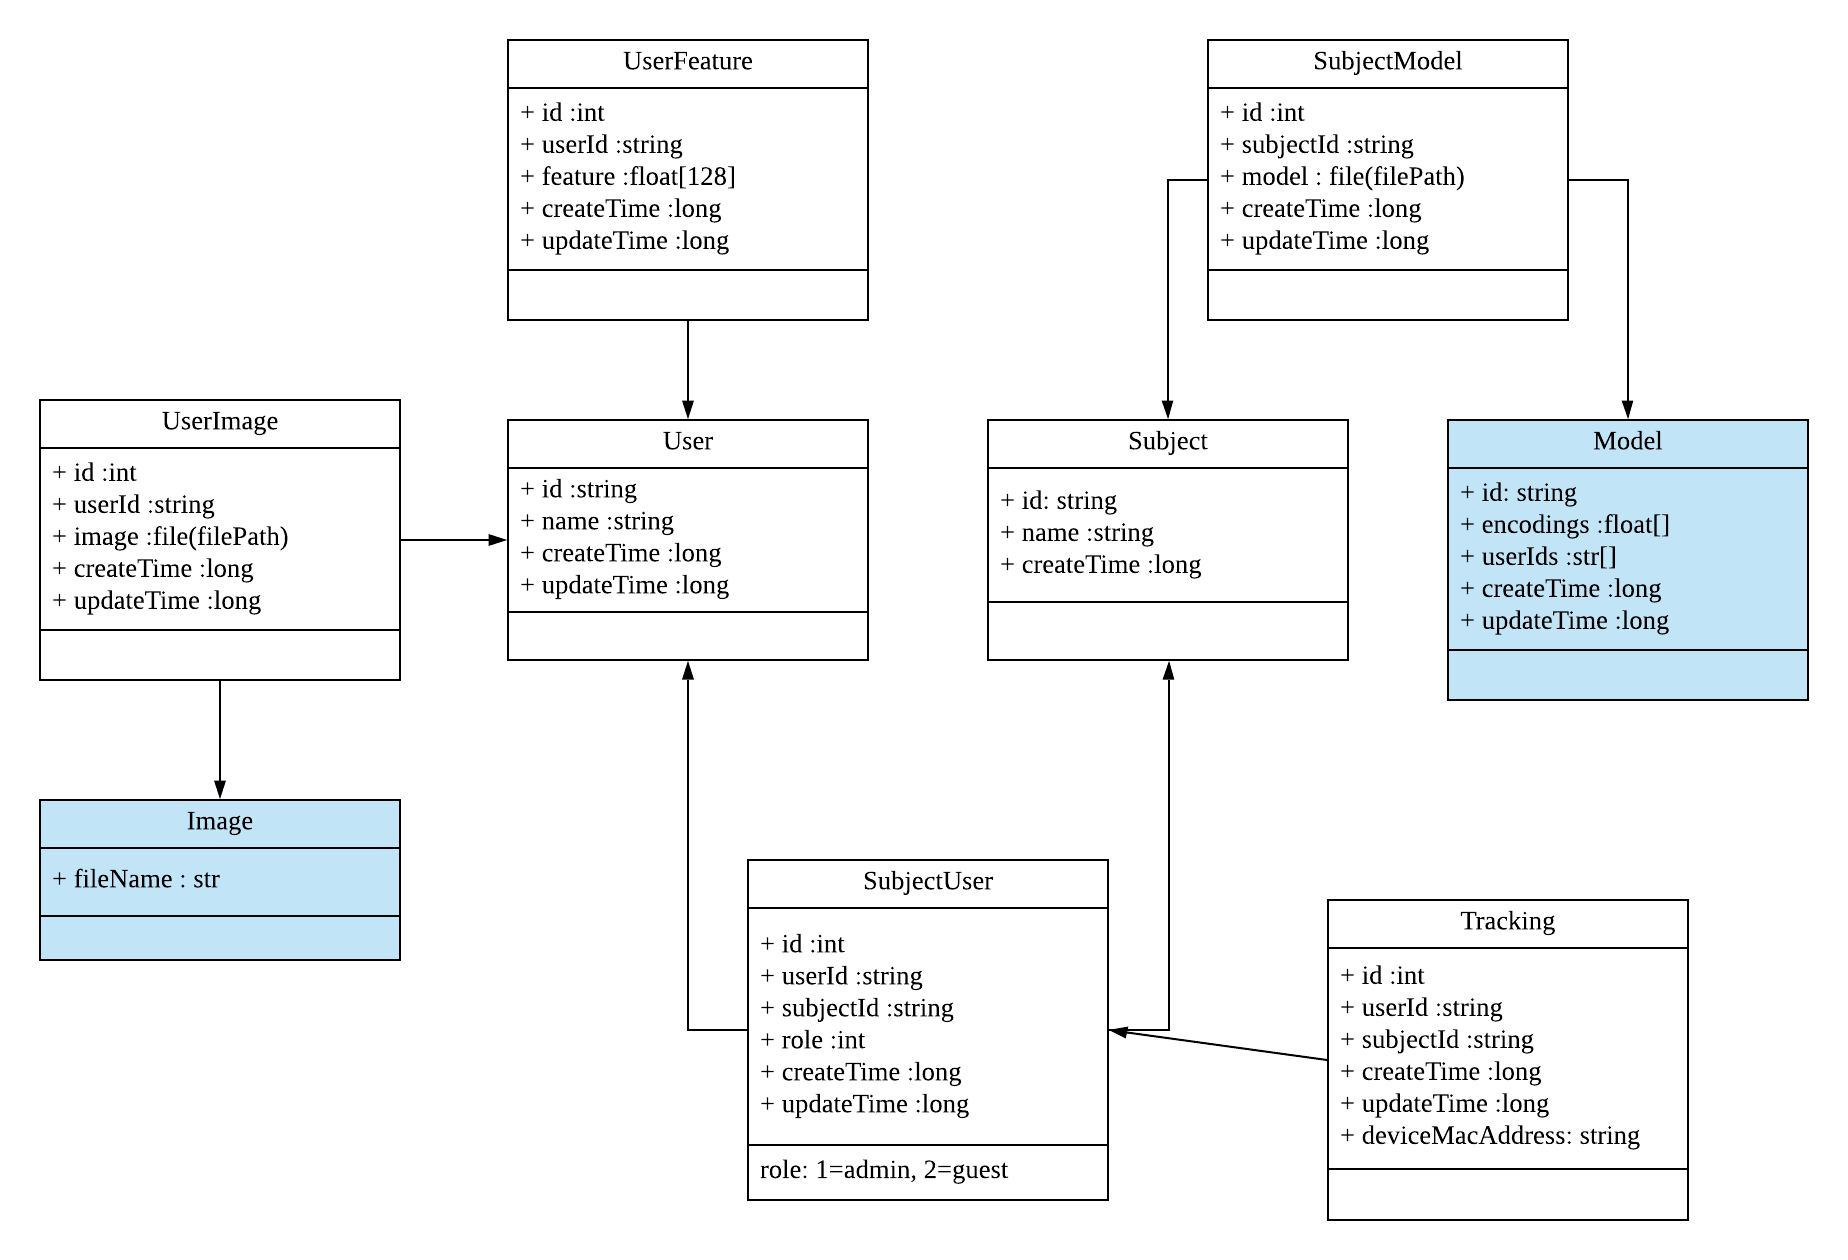 UserFeature
+ id :int
+ userId :string
+ feature :float[128]
+ createTime :long
+ updateTime :long
SubjectModel
+ id :int
+ subjectId :string
+ model : file(filePath)
+ createTime :long
+ updateTime :long
UserImage
+ id :int
+ userId :string
+ image :file(filePath)
+ createTime :long
+ updateTime :long
User
+ id :string
+ name :string
+ createTime :long
+ updateTime :long
Subject
+ id: string
+ name :string
+ createTime :long
Model
+ id: string
+ encodings :float[]
+ userIds :str[]
+ createTime :long
+ updateTime :long
Image
+ fileName : str
SubjectUser
+ id :int
+ userId :string
+ subjectId :string
+ role :int
+ createTime :long
+ updateTime :long
role: 1=admin, 2=guest
Tracking
+ id :int
+ userId :string
+ subjectId :string
+ createTime :long
+ updateTime :long
+ deviceMacAddress: string